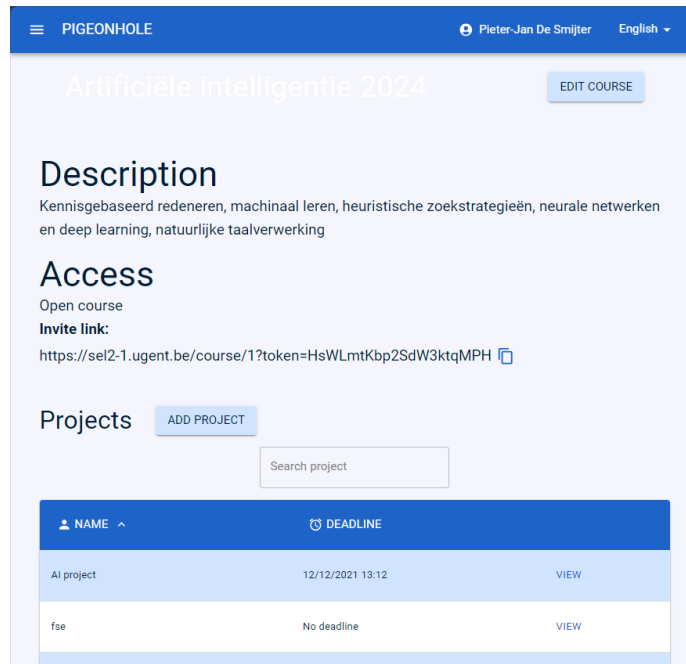 PIGEONHOLE Pieter-Jan De Smijter English
Artificiële intelligentie 2024 EDIT COURSE
Description
Kennisgebaseerd redeneren, machinaal leren, heuristische zoekstrategieën, neurale netwerken
en deep learning, natuurlijke taalverwerking
Access
Open course
Invite link:
https://sel2-1.ugent.be/course/1?token=HsWLmtKbp2SdW3ktqMPH
Projects ADD PROJECT
Search project
NAME DEADLINE
AI project 12/12/2021 13:12 VIEW
fse No deadline VIEW